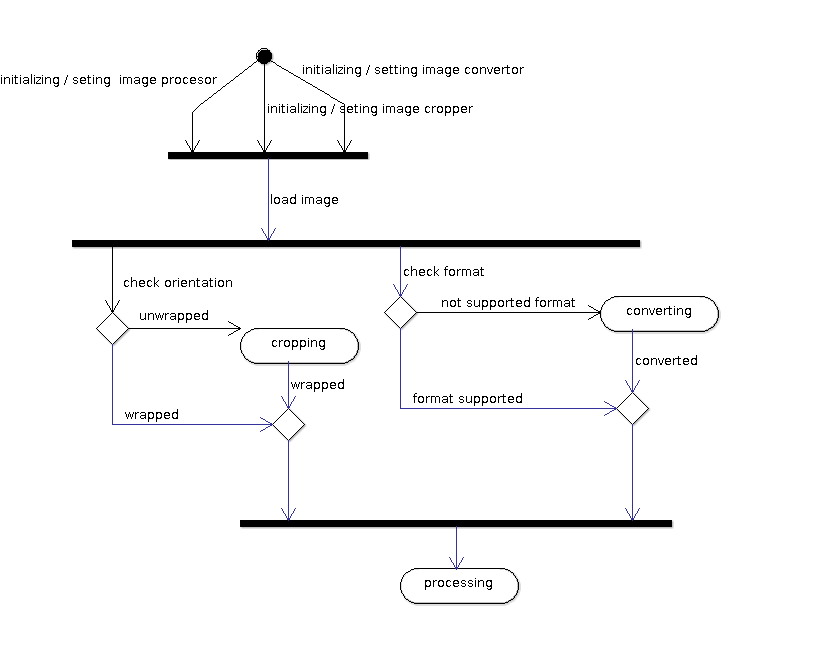 initializing / setting image convertor
initializing / seting  image procesor
initializing / seting image cropper
load image
check format
check orientation
not supported format
converting
unwrapped
cropping
converted
wrapped
format supported
wrapped
processing